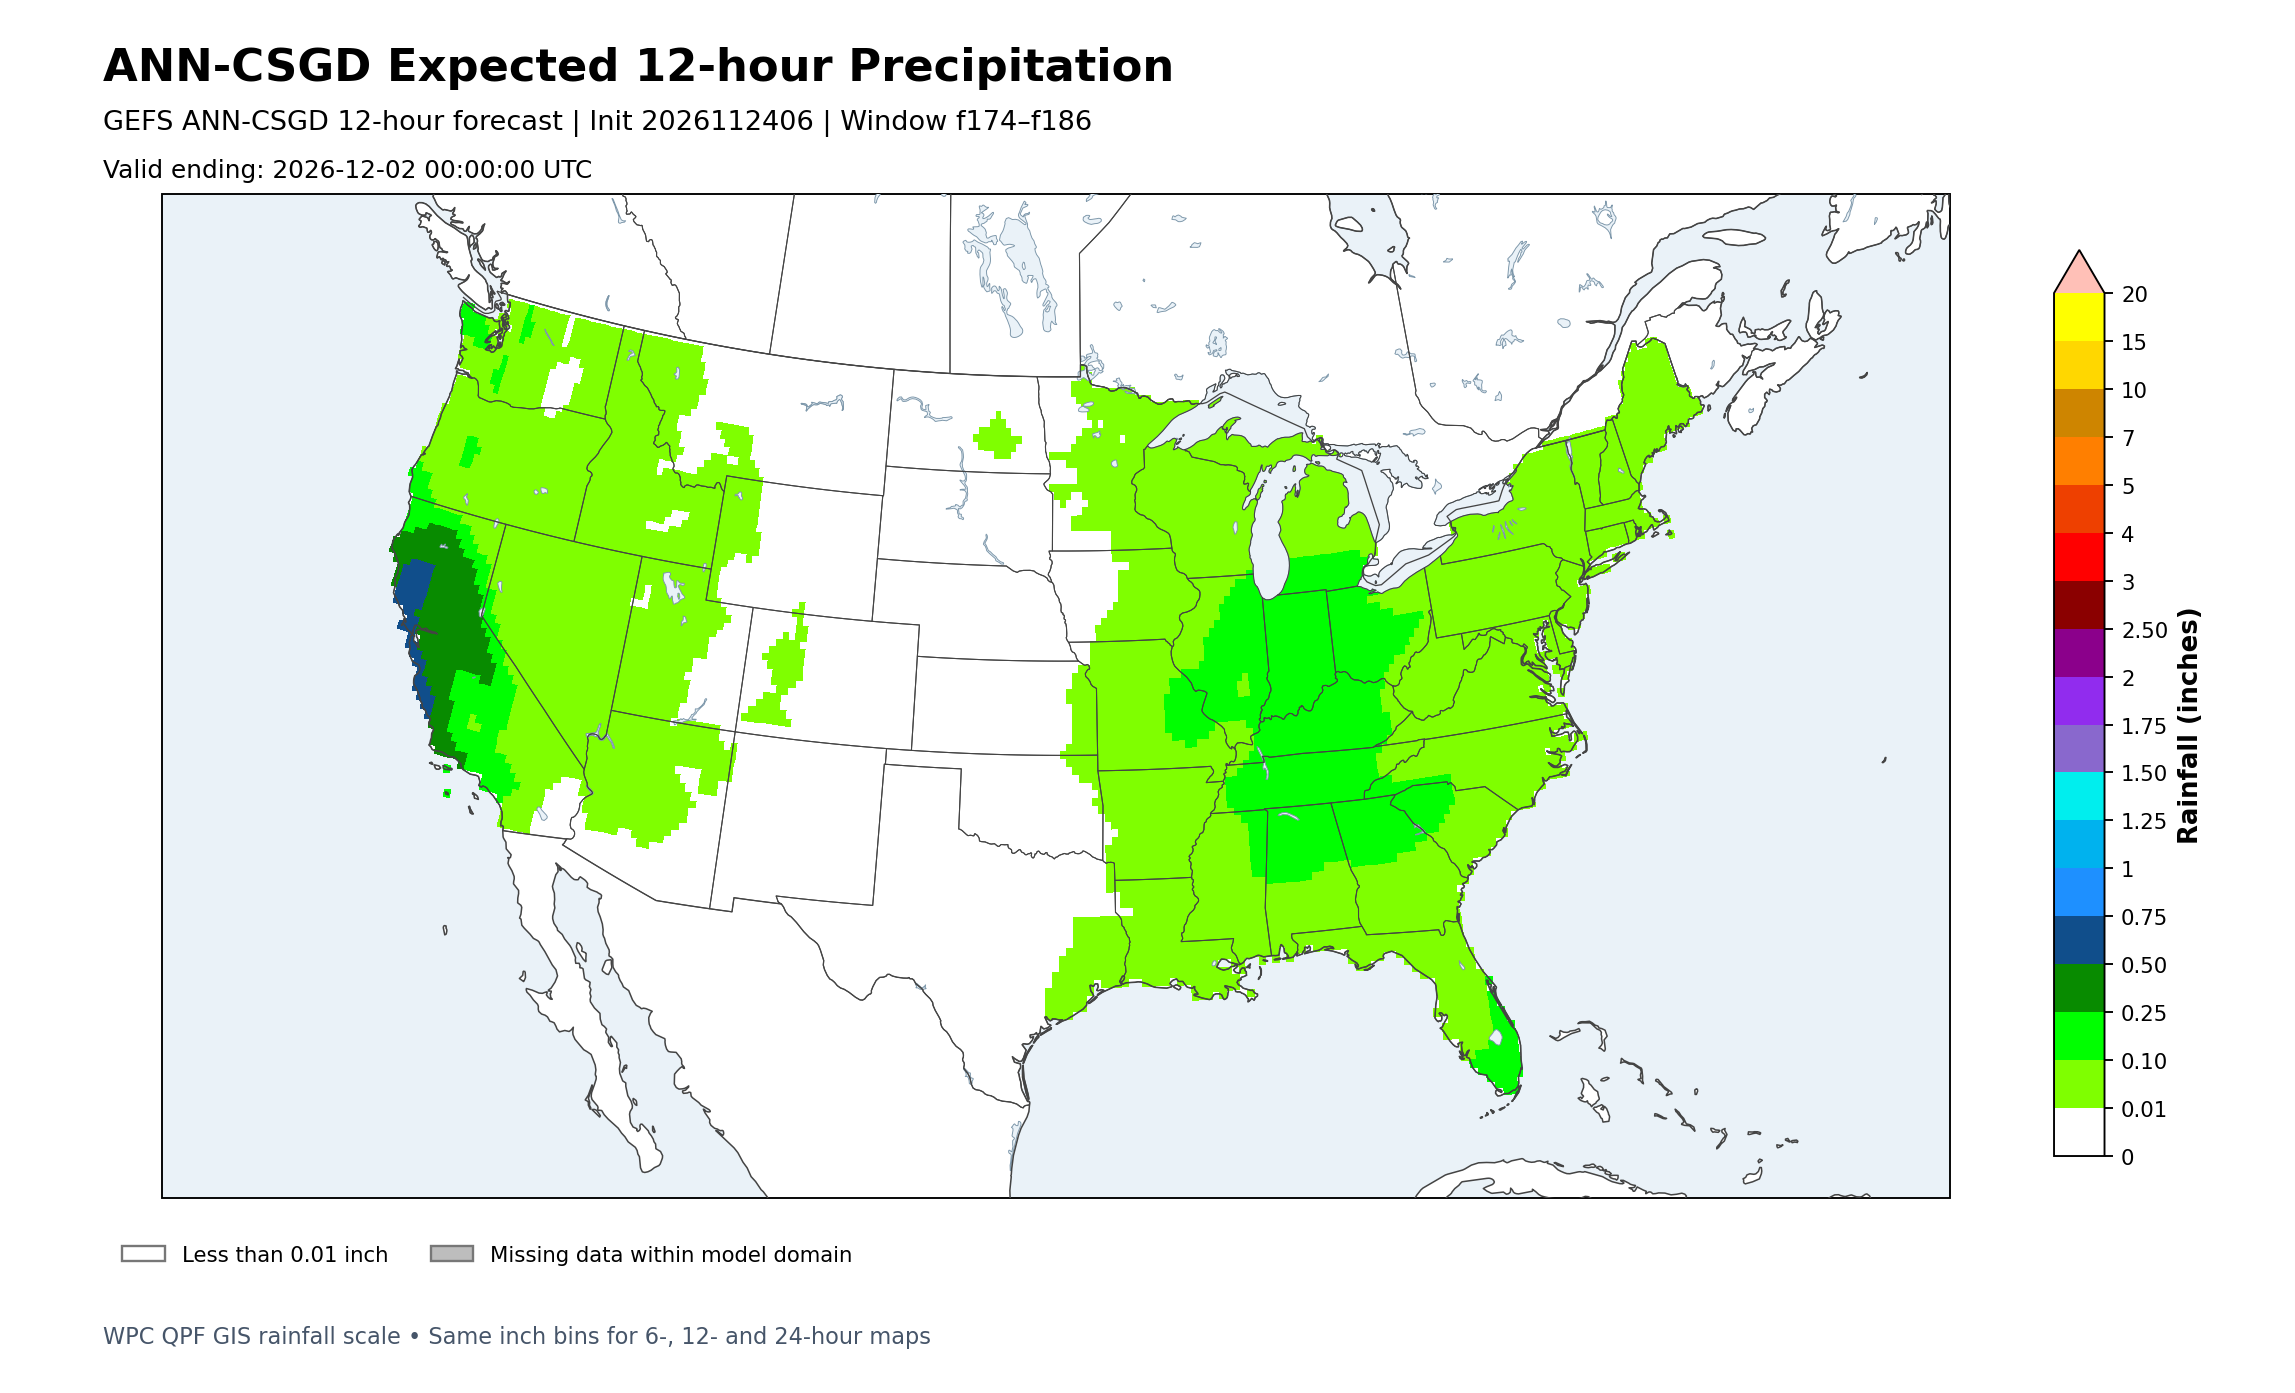 ANN-CSGD Expected 12-hour Precipitation
GEFS ANN-CSGD 12-hour forecast | Init 2026112406 | Window f174–f186
Valid ending: 2026-12-02 00:00:00 UTC
20
15
10
7
5
4
3
2.50
2
1.75
1.50
1.25
1
0.75
0.50
0.25
0.10
0.01
0
Rainfall (inches)
Less than 0.01 inch
Missing data within model domain
WPC QPF GIS rainfall scale • Same inch bins for 6-, 12- and 24-hour maps